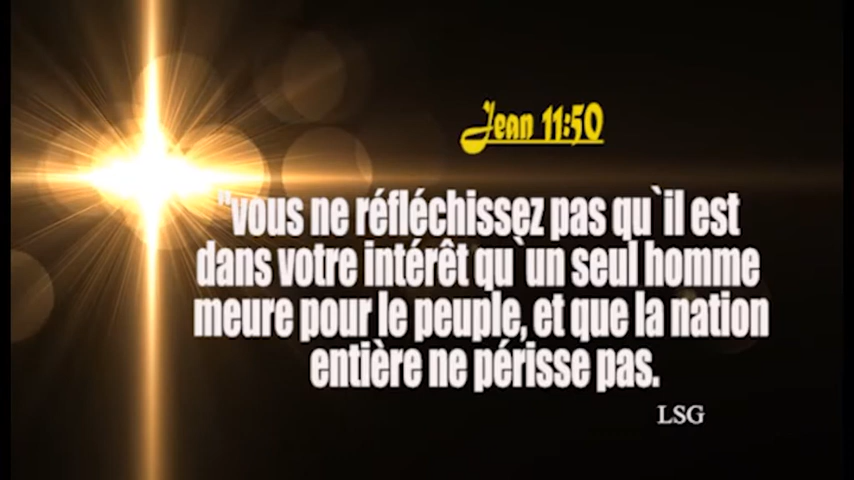 Jean 11:50
"vous ne réfléchissez pas qu`il est
dans votre intérêt qu`un seul homme
meure pour le peuple, et que la nation
entière ne périsse pas.
LSG